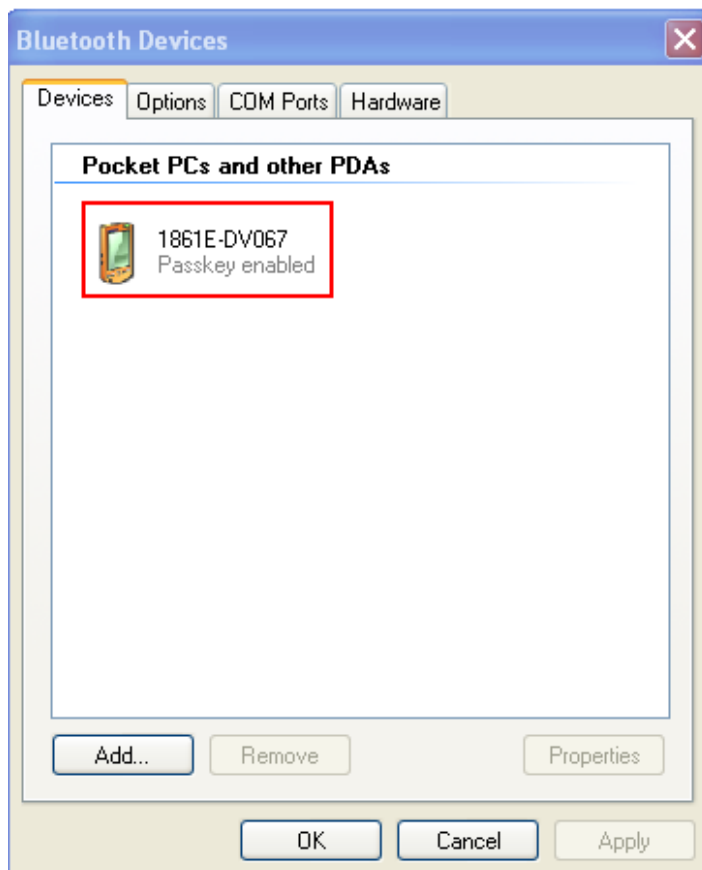 Bluetooth Devices
Devices Options COM Ports Hardware
Pocket PCs and other PDAs
1861E-DV067
Passkey enabled
Add... Remove Properties
OK Cancel Apply